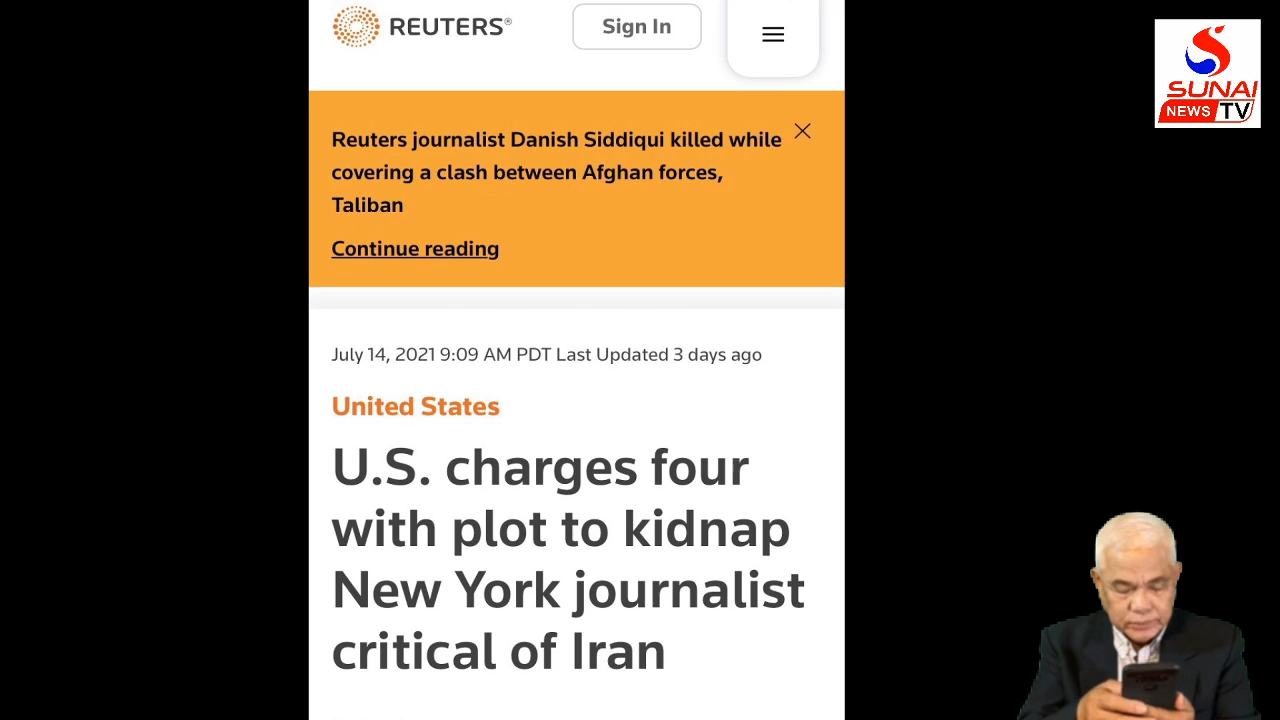 REUTERS®
Sign In
SUNAI
NEWS TV
Reuters journalist Danish Siddiqui killed while
covering a clash between Afghan forces,
Taliban
Continue reading
July 14, 2021 9:09 AM PDT Last Updated 3 days ago
United States
U.S. charges four
with plot to kidnap
New York journalist
critical of Iran